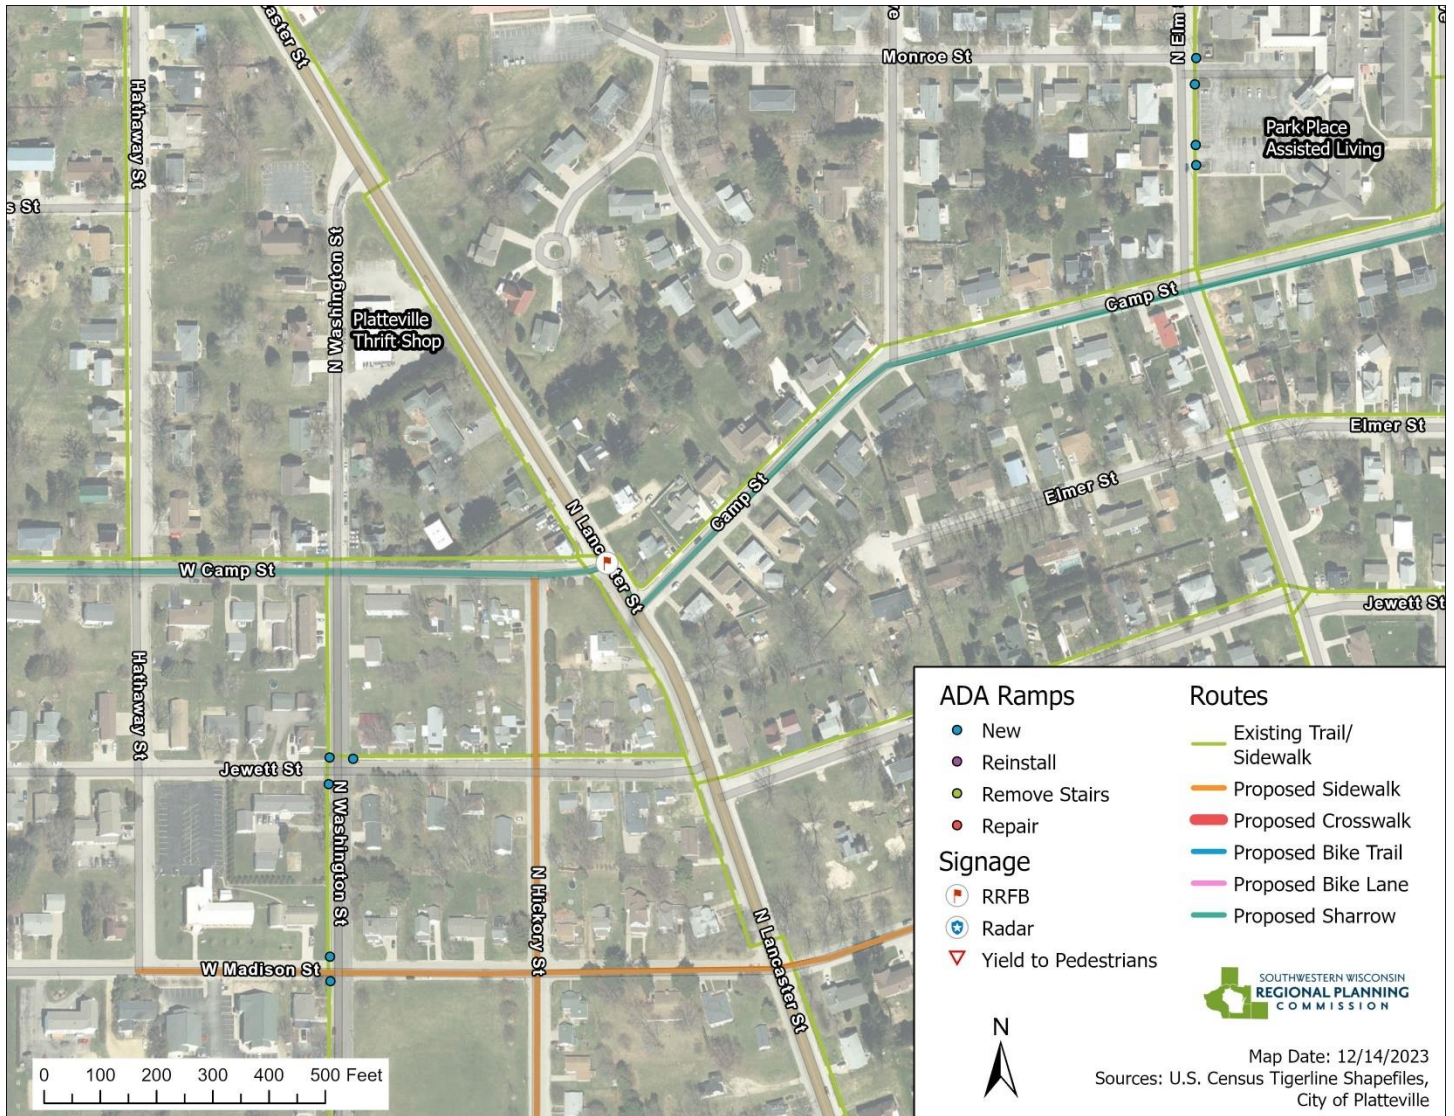 caster St
Monroe St
N Elm
Hathaway St
Park Place
Assisted Living
s St
N Washington St
Camp St
Platteville
Thrift Shop
Elmer St
Elmer St
Camp St
N Lancaster St
W Camp St
Jewett St
Hathaway St
Jewett St
N Washington St
N Hickory St
N Lancaster St
W Madison St
ADA Ramps
New
Reinstall
Remove Stairs
Repair
Signage
RRFB
Radar
Yield to Pedestrians
Routes
Existing Trail/
Sidewalk
Proposed Sidewalk
Proposed Crosswalk
Proposed Bike Trail
Proposed Bike Lane
Proposed Sharrow
SOUTHWESTERN WISCONSIN
REGIONAL PLANNING
COMMISSION
N
Map Date: 12/14/2023
Sources: U.S. Census Tigerline Shapefiles,
City of Platteville
0 100 200 300 400 500 Feet